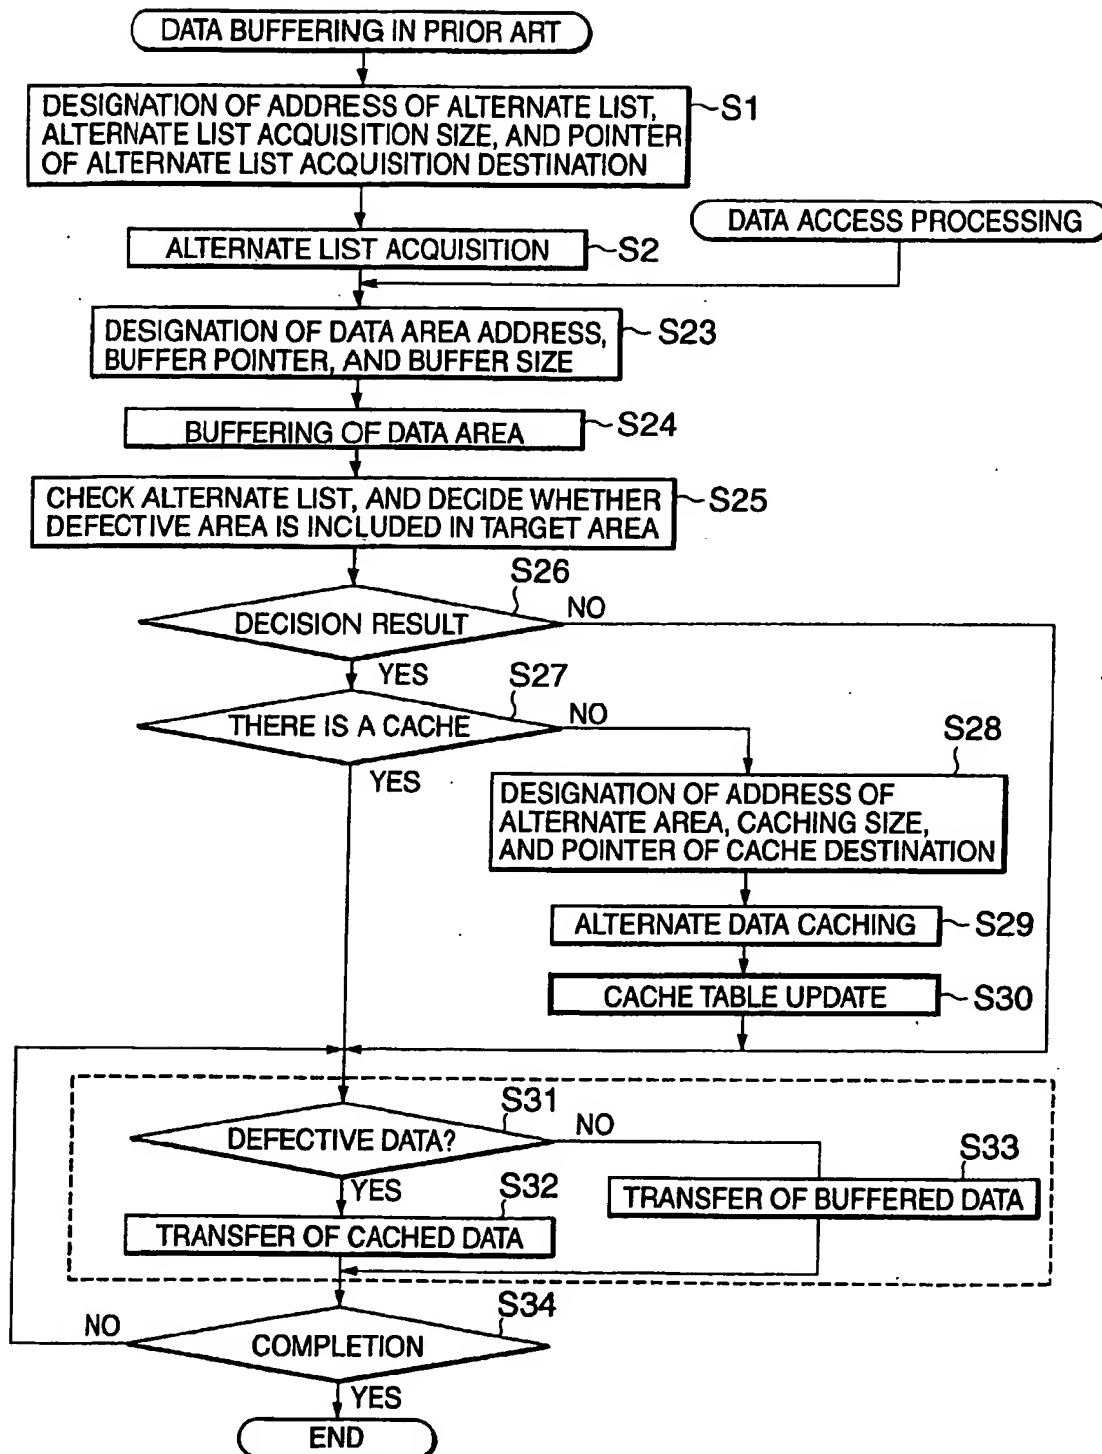 DATA BUFFERING IN PRIOR ART
DESIGNATION OF ADDRESS OF ALTERNATE LIST,
ALTERNATE LIST ACQUISITION SIZE, AND POINTER
OF ALTERNATE LIST ACQUISITION DESTINATION
S1
DATA ACCESS PROCESSING
ALTERNATE LIST ACQUISITION
S2
DESIGNATION OF DATA AREA ADDRESS,
BUFFER POINTER, AND BUFFER SIZE
S23
BUFFERING OF DATA AREA
S24
CHECK ALTERNATE LIST, AND DECIDE WHETHER
DEFECTIVE AREA IS INCLUDED IN TARGET AREA
S25
S26
DECISION RESULT
NO
YES
S27
THERE IS A CACHE
NO
YES
S28
DESIGNATION OF ADDRESS OF
ALTERNATE AREA, CACHING SIZE,
AND POINTER OF CACHE DESTINATION
ALTERNATE DATA CACHING
S29
CACHE TABLE UPDATE
S30
S31
DEFECTIVE DATA?
NO
YES
S32
TRANSFER OF CACHED DATA
S33
TRANSFER OF BUFFERED DATA
S34
COMPLETION
NO
YES
END